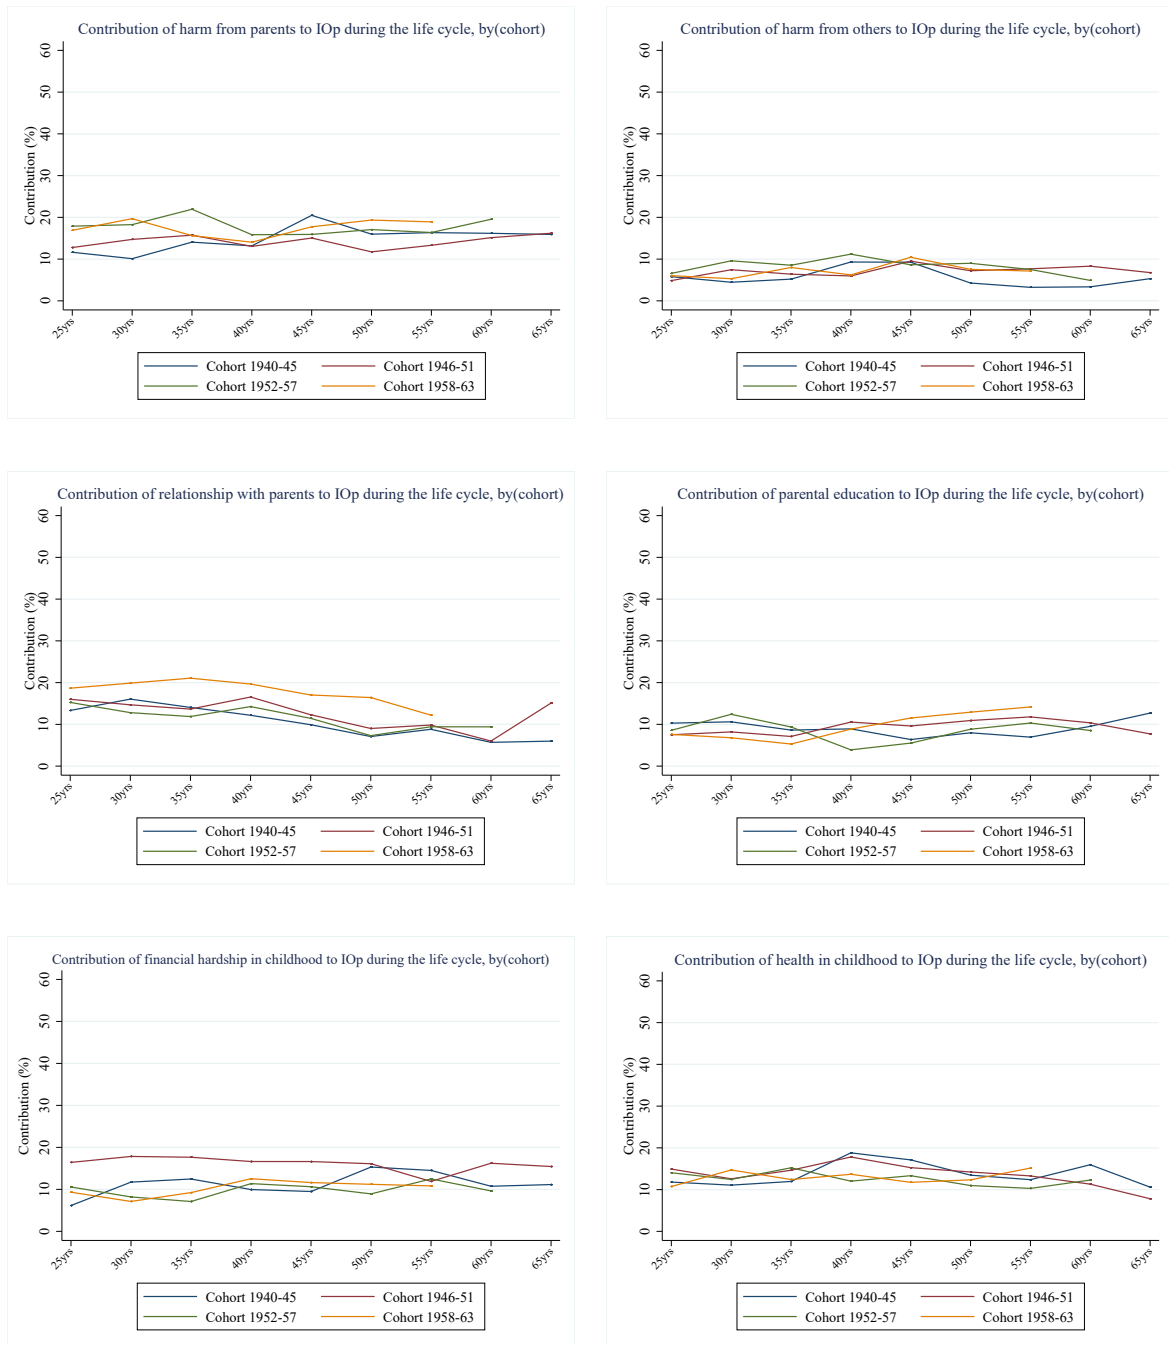 Contribution of harm from parents to IOp during the life cycle, by(cohort)
Contribution (%)
60
50
40
30
20
10
0
25yrs 30yrs 35yrs 40yrs 45yrs 50yrs 55yrs 60yrs 65yrs
Cohort 1940-45 Cohort 1946-51
Cohort 1952-57 Cohort 1958-63
Contribution of harm from others to IOp during the life cycle, by(cohort)
Contribution (%)
60
50
40
30
20
10
0
25yrs 30yrs 35yrs 40yrs 45yrs 50yrs 55yrs 60yrs 65yrs
Cohort 1940-45 Cohort 1946-51
Cohort 1952-57 Cohort 1958-63
Contribution of relationship with parents to IOp during the life cycle, by(cohort)
Contribution (%)
60
50
40
30
20
10
0
25yrs 30yrs 35yrs 40yrs 45yrs 50yrs 55yrs 60yrs 65yrs
Cohort 1940-45 Cohort 1946-51
Cohort 1952-57 Cohort 1958-63
Contribution of parental education to IOp during the life cycle, by(cohort)
Contribution (%)
60
50
40
30
20
10
0
25yrs 30yrs 35yrs 40yrs 45yrs 50yrs 55yrs 60yrs 65yrs
Cohort 1940-45 Cohort 1946-51
Cohort 1952-57 Cohort 1958-63
Contribution of financial hardship in childhood to IOp during the life cycle, by(cohort)
Contribution (%)
60
50
40
30
20
10
0
25yrs 30yrs 35yrs 40yrs 45yrs 50yrs 55yrs 60yrs 65yrs
Cohort 1940-45 Cohort 1946-51
Cohort 1952-57 Cohort 1958-63
Contribution of health in childhood to IOp during the life cycle, by(cohort)
Contribution (%)
60
50
40
30
20
10
0
25yrs 30yrs 35yrs 40yrs 45yrs 50yrs 55yrs 60yrs 65yrs
Cohort 1940-45 Cohort 1946-51
Cohort 1952-57 Cohort 1958-63